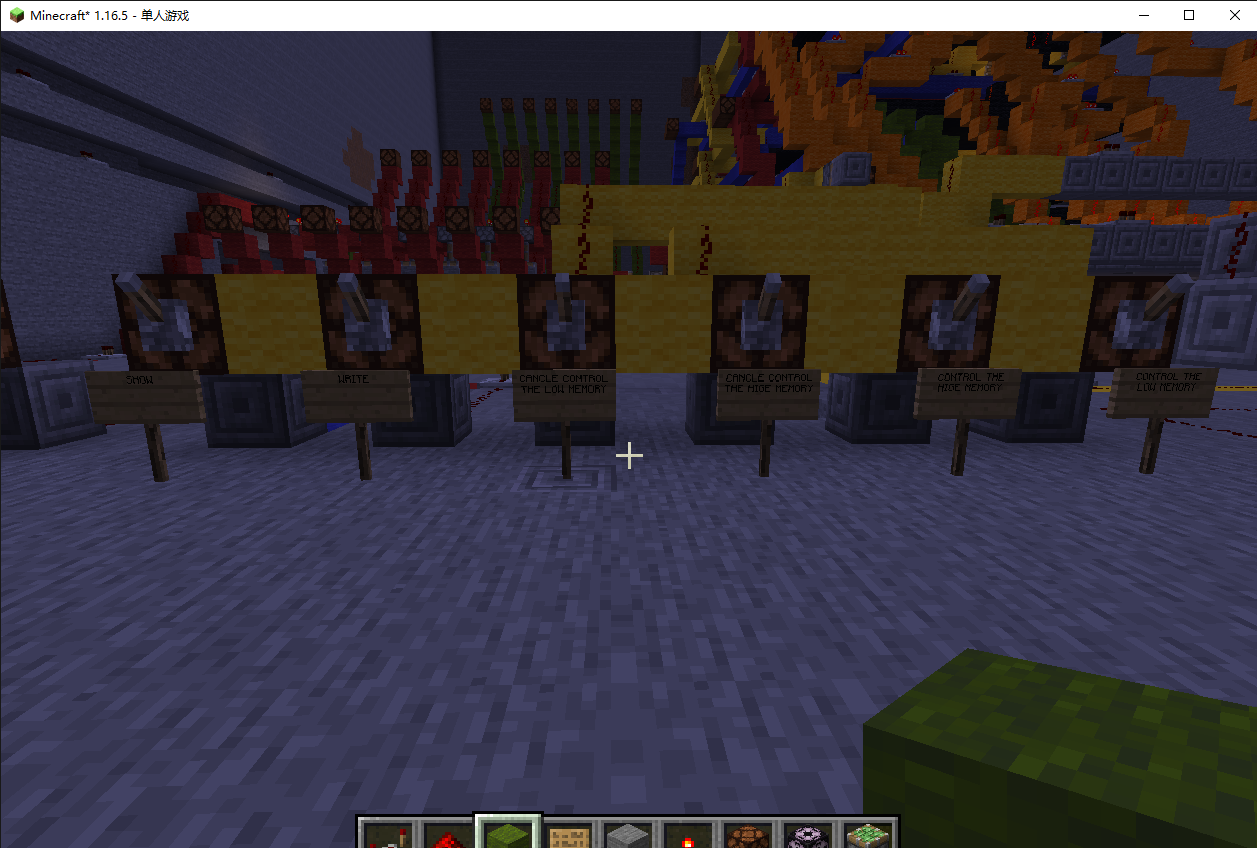 Minecraft* 1.16.5 - 单人游戏
SHOW
WRITE
CANCLE CONTROL
THE LOW MEMORY
CANCLE CONTROL
THE HIGE MEMORY
CONTROL THE
HIGE MEMORY
CONTROL THE
LOW MEMORY